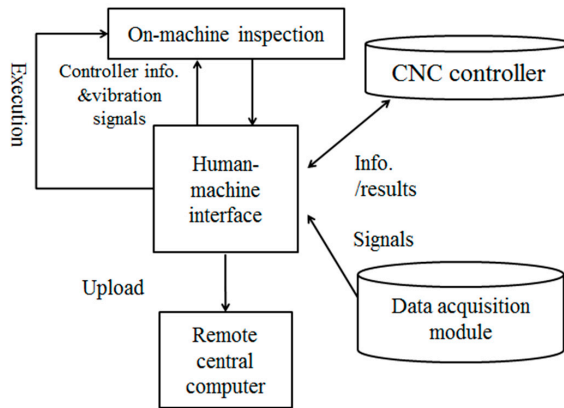 On-machine inspection
Execution
Controller info.
&vibration
signals
CNC controller
Human-
machine
interface
Info.
/results
Signals
Upload
Data acquisition
module
Remote
central
computer